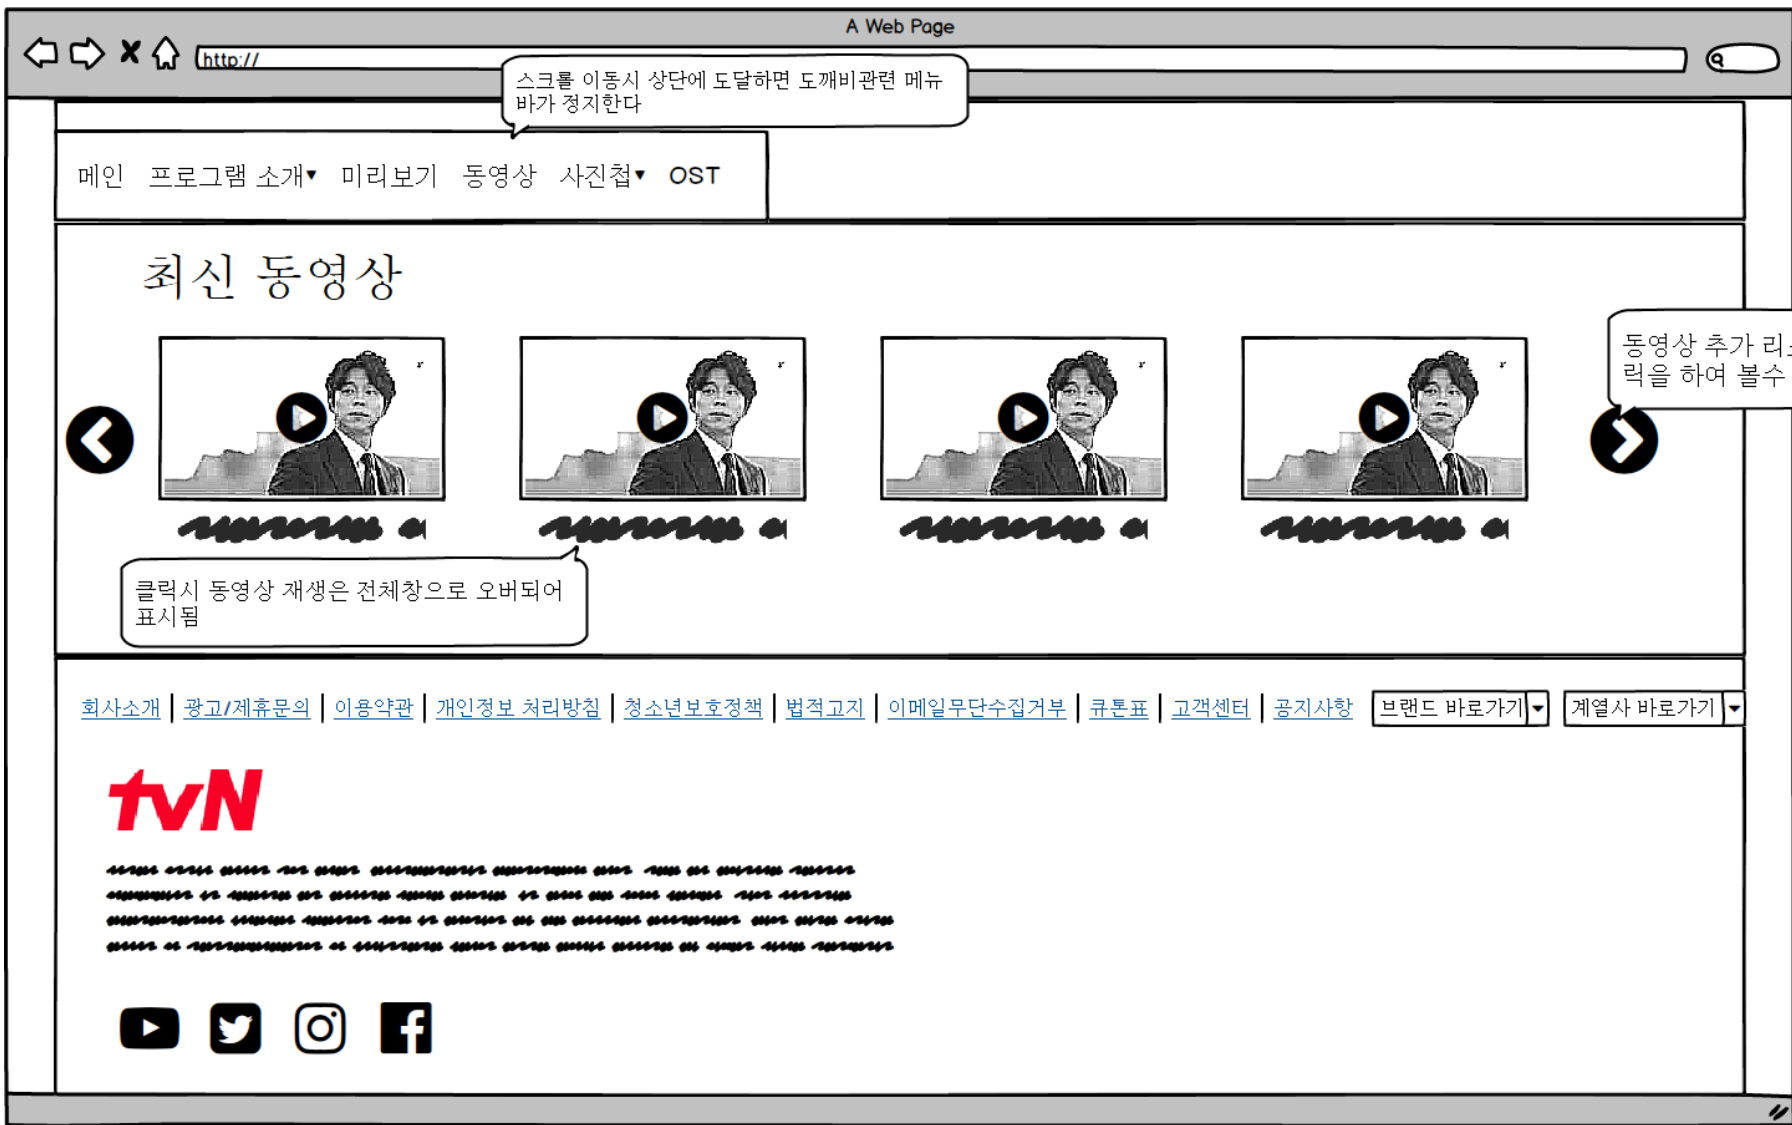 A Web Page
http://
스크롤 이동시 상단에 도달하면 도깨비관련 메뉴
바가 정지한다
메인 프로그램 소개▾ 미리보기 동영상 사진첩▾ OST
최신 동영상
동영상 추가 리
력을 하여 볼수
클릭시 동영상 재생은 전체창으로 오버되어
표시됨
회사소개 | 광고/제휴문의 | 이용약관 | 개인정보 처리방침 | 청소년보호정책 | 법적고지 | 이메일무단수집거부 | 큐톤표 | 고객센터 | 공지사항 브랜드 바로가기 계열사 바로가기
tvN